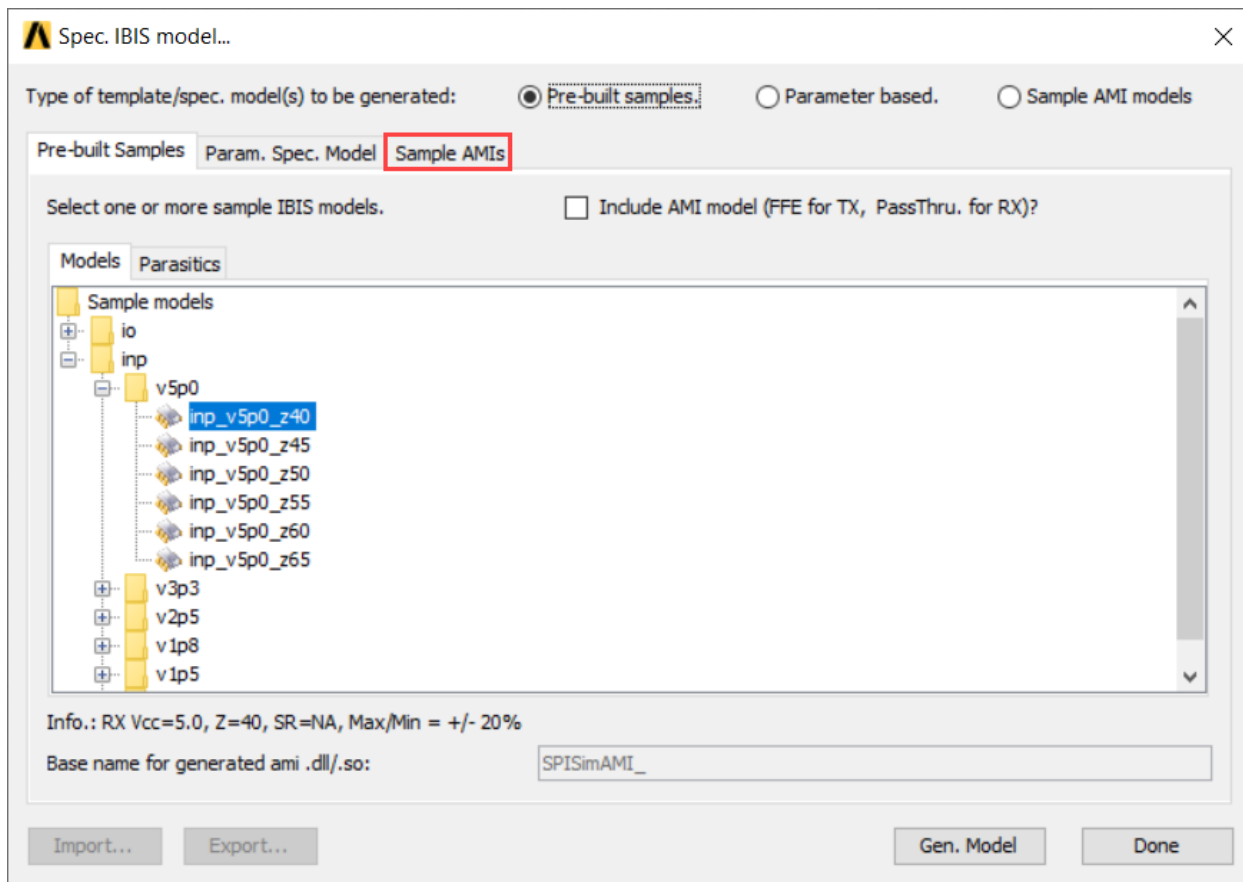 Spec. IBIS model...
Type of template/spec. model(s) to be generated: Pre-built samples. Parameter based. Sample AMI models
Pre-built Samples Param. Spec. Model Sample AMIs
Select one or more sample IBIS models. Include AMI model (FFE for TX, PassThru. for RX)?
Models Parasitics
Sample models
io
inp
v5p0
inp_v5p0_z40
inp_v5p0_z45
inp_v5p0_z50
inp_v5p0_z55
inp_v5p0_z60
inp_v5p0_z65
v3p3
v2p5
v1p8
v1p5
Info.: RX Vcc=5.0, Z=40, SR=NA, Max/Min = +/- 20%
Base name for generated ami .dll/.so: SPISimAMI_
Import... Export... Gen. Model Done